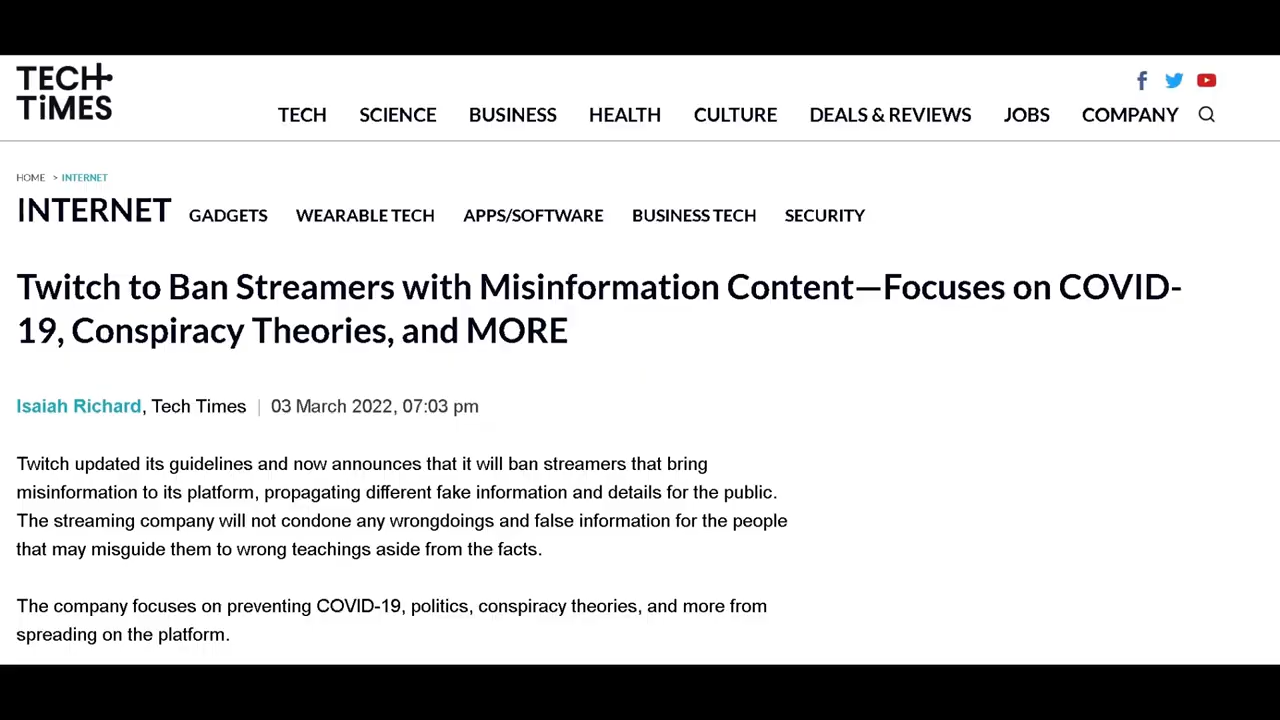 TECH
TiMES
TECH SCIENCE BUSINESS HEALTH CULTURE DEALS & REVIEWS JOBS COMPANY
HOME > INTERNET
INTERNET GADGETS WEARABLE TECH APPS/SOFTWARE BUSINESS TECH SECURITY
Twitch to Ban Streamers with Misinformation Content—Focuses on COVID-
19, Conspiracy Theories, and MORE
Isaiah Richard, Tech Times | 03 March 2022, 07:03 pm
Twitch updated its guidelines and now announces that it will ban streamers that bring
misinformation to its platform, propagating different fake information and details for the public.
The streaming company will not condone any wrongdoings and false information for the people
that may misguide them to wrong teachings aside from the facts.
The company focuses on preventing COVID-19, politics, conspiracy theories, and more from
spreading on the platform.